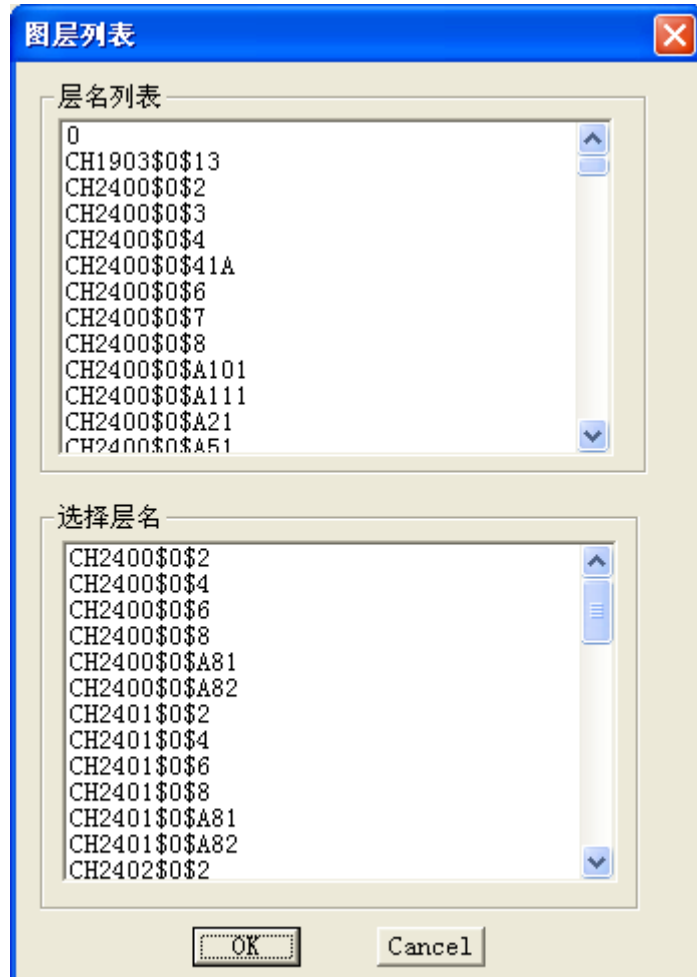 图层列表
层名列表
0
CH1903$0$13
CH2400$0$2
CH2400$0$3
CH2400$0$4
CH2400$0$41A
CH2400$0$6
CH2400$0$7
CH2400$0$8
CH2400$0$A101
CH2400$0$A111
CH2400$0$A21
CH2400$0$A51
选择层名
CH2400$0$2
CH2400$0$4
CH2400$0$6
CH2400$0$8
CH2400$0$A81
CH2400$0$A82
CH2401$0$2
CH2401$0$4
CH2401$0$6
CH2401$0$8
CH2401$0$A81
CH2401$0$A82
CH2402$0$2
OK
Cancel